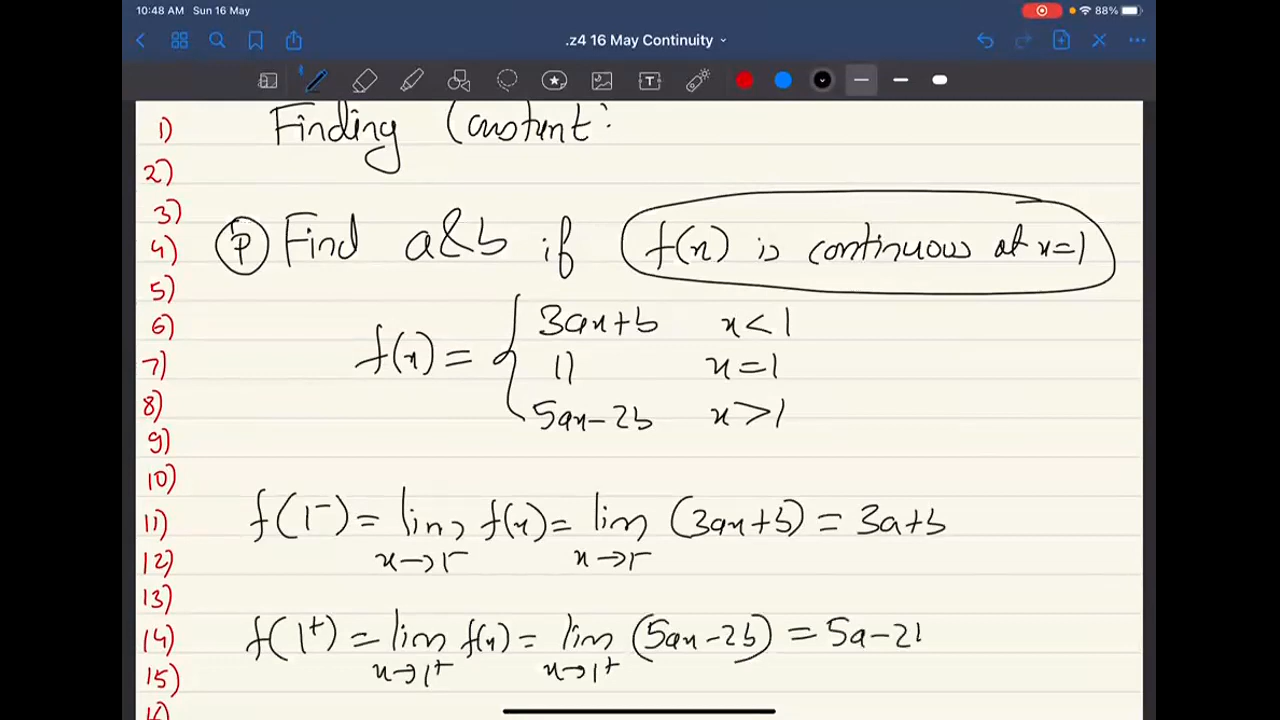 10:48 AM Sun 16 May 88%
.z4 16 May Continuity
1) Finding Constant:
2)
3)
4) P Find a&b if f(x) is continuous at x=1
5)
6) 3ax+b x<1
7) f(x) = { 11 x=1
8) 5ax-2b x>1
9)
10)
11) f(1⁻) = lim f(x) = lim (3ax+b) = 3a+b
12) x→1⁻ x→1⁻
13)
14) f(1⁺) = lim f(x) = lim (5ax-2b) = 5a-2
15) x→1⁺ x→1⁺